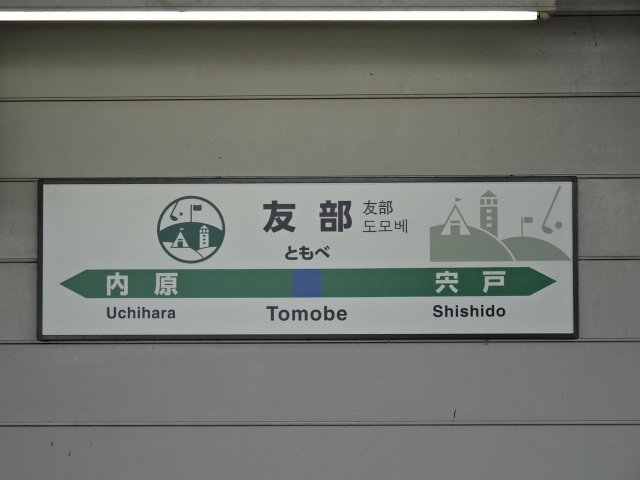 友部 友部
도모베
ともべ
内原 宍戸
Uchihara Tomobe Shishido